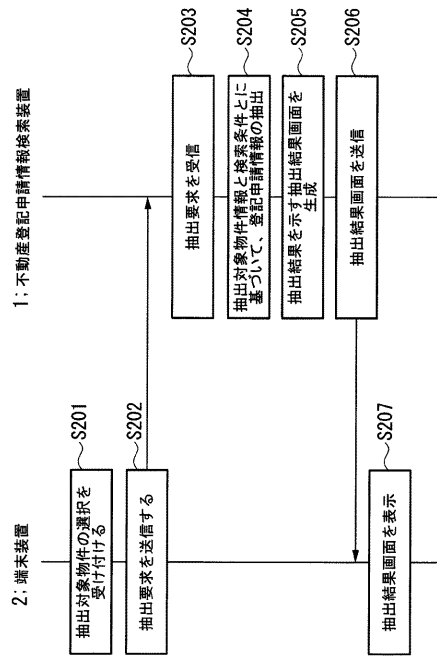 2；端末装置
1；不動産登記申請情報検索装置
抽出対象物件の選択を
受け付ける
S201
抽出要求を送信する
S202
抽出要求を受信
S203
抽出対象物件情報と検索条件とに
基づいて、登記申請情報の抽出
S204
抽出結果を示す抽出結果画面を
生成
S205
抽出結果画面を送信
S206
抽出結果画面を表示
S207